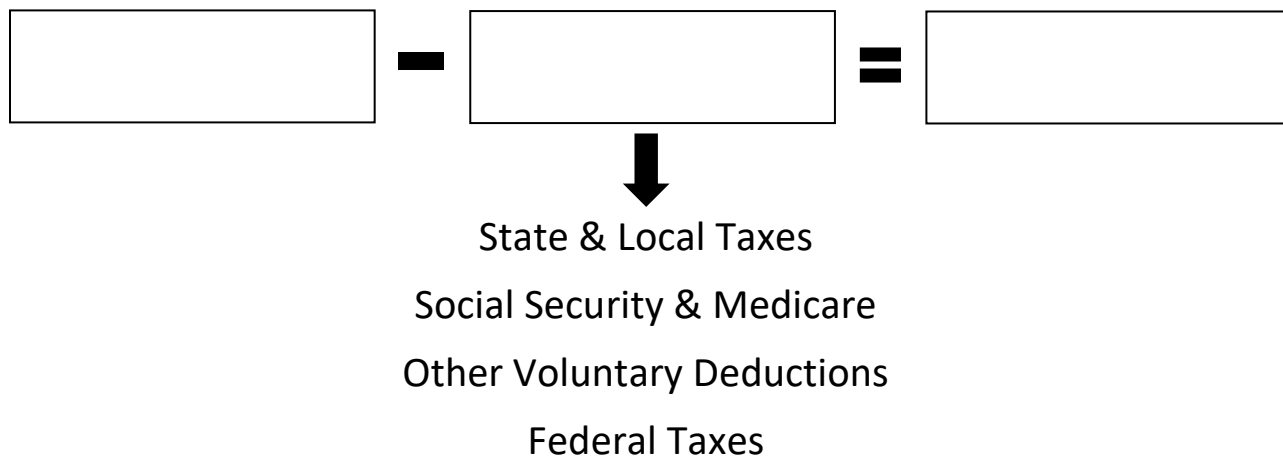 State & Local Taxes
Social Security & Medicare
Other Voluntary Deductions
Federal Taxes